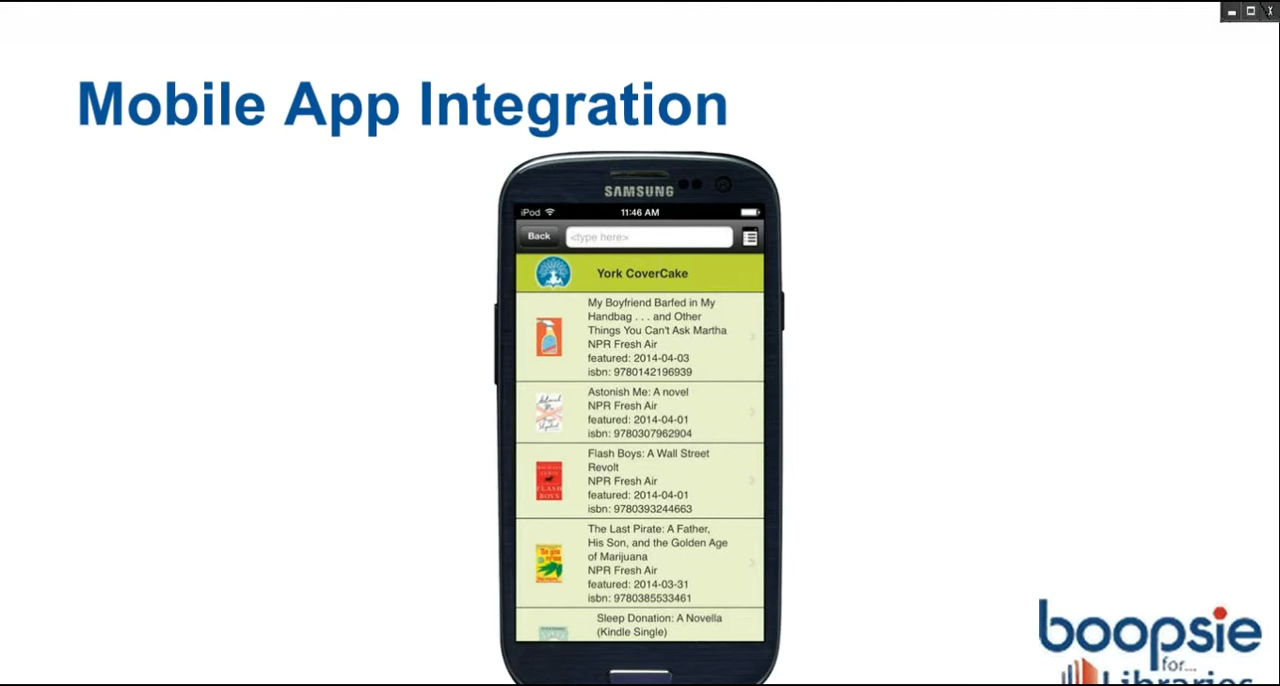 Mobile App Integration
SAMSUNG
iPod
11:46 AM
Back
<type here>
York CoverCake
My Boyfriend Barfed in My
Handbag . . . and Other
Things You Can't Ask Martha
NPR Fresh Air
featured: 2014-04-03
isbn: 9780142196939
Astonish Me: A novel
NPR Fresh Air
featured: 2014-04-01
isbn: 9780307962904
Flash Boys: A Wall Street
Revolt
NPR Fresh Air
featured: 2014-04-01
isbn: 9780393244663
FLASH
BOYS
The Last Pirate: A Father,
His Son, and the Golden Age
of Marijuana
NPR Fresh Air
featured: 2014-03-31
isbn: 9780385533461
Sleep Donation: A Novella
(Kindle Single)
boopsie
for...
Libraries